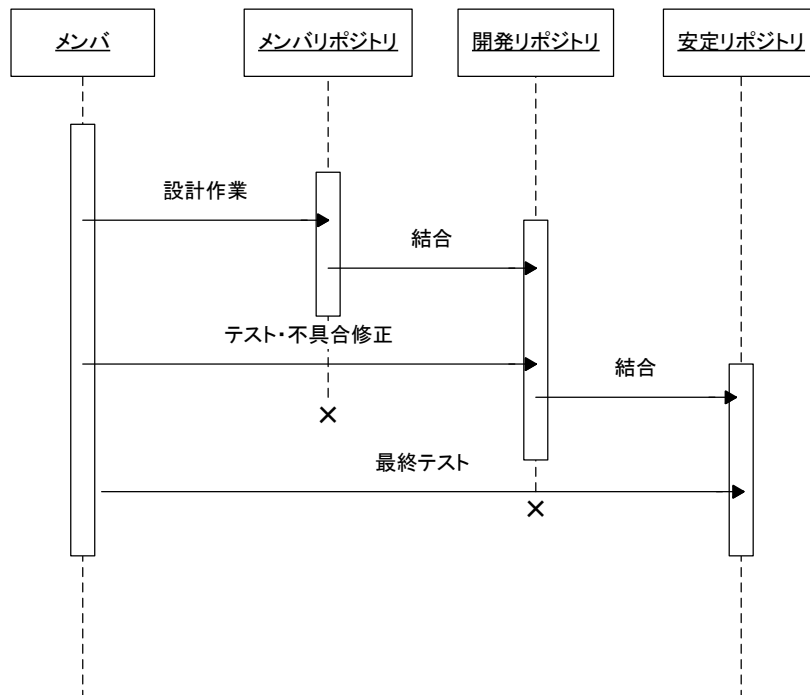 メンバ
メンバリポジトリ
開発リポジトリ
安定リポジトリ
設計作業
結合
テスト・不具合修正
結合
最終テスト